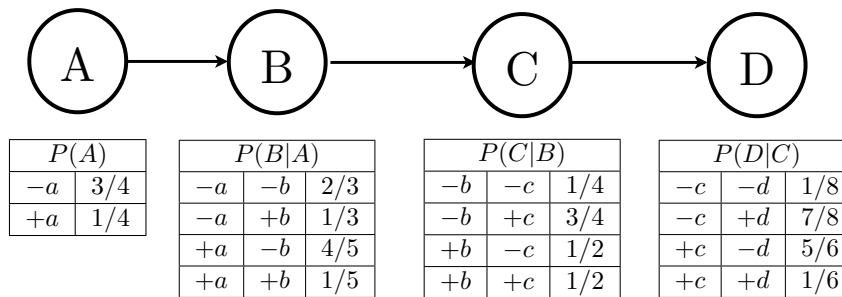 A B C D
P(A) P(B|A) P(C|B) P(D|C)
−a 3/4 −a −b 2/3 −b −c 1/4 −c −d 1/8
+a 1/4 −a +b 1/3 −b +c 3/4 −c +d 7/8
+a −b 4/5 +b −c 1/2 +c −d 5/6
+a +b 1/5 +b +c 1/2 +c +d 1/6